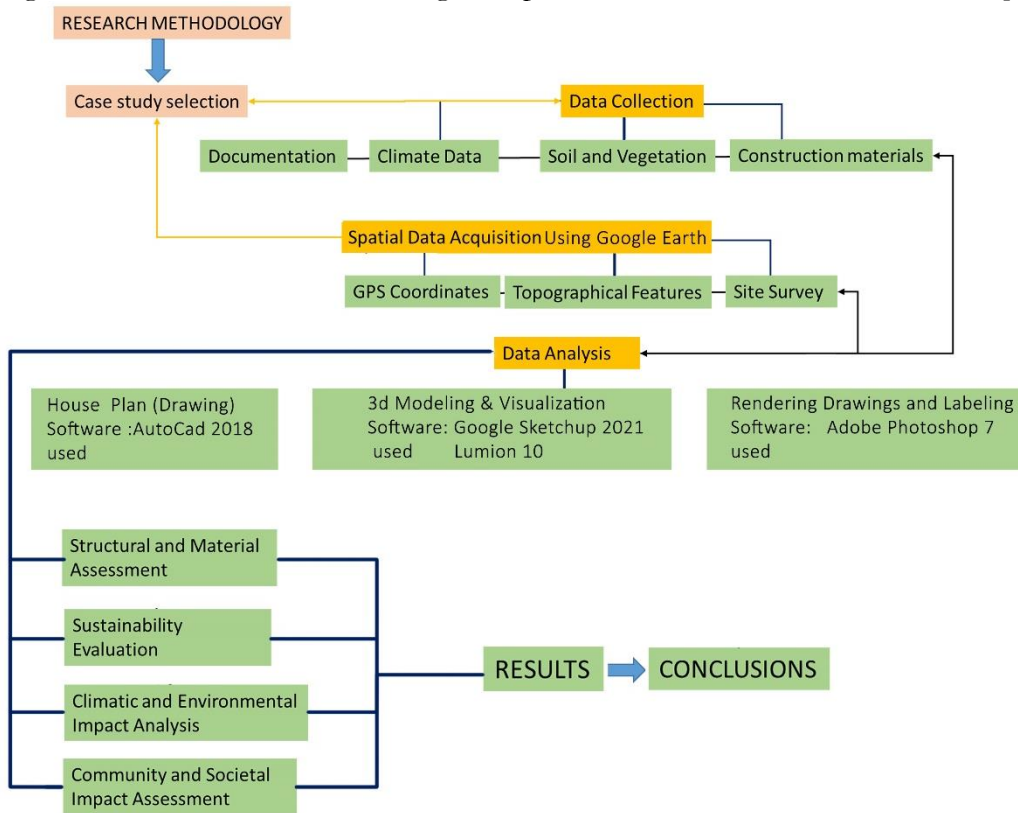 RESEARCH METHODOLOGY
Case study selection
Data Collection
Documentation
Climate Data
Soil and Vegetation
Construction materials
Spatial Data Acquisition Using Google Earth
GPS Coordinates
Topographical Features
Site Survey
Data Analysis
House Plan (Drawing)
Software :AutoCad 2018
used
3d Modeling & Visualization
Software: Google Sketchup 2021
used Lumion 10
Rendering Drawings and Labeling
Software: Adobe Photoshop 7
used
Structural and Material
Assessment
Sustainability
Evaluation
Climatic and Environmental
Impact Analysis
Community and Societal
Impact Assessment
RESULTS
CONCLUSIONS